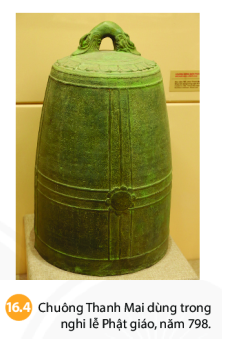 16.4 Chuông Thanh Mai dùng trong
nghi lễ Phật giáo, năm 798.